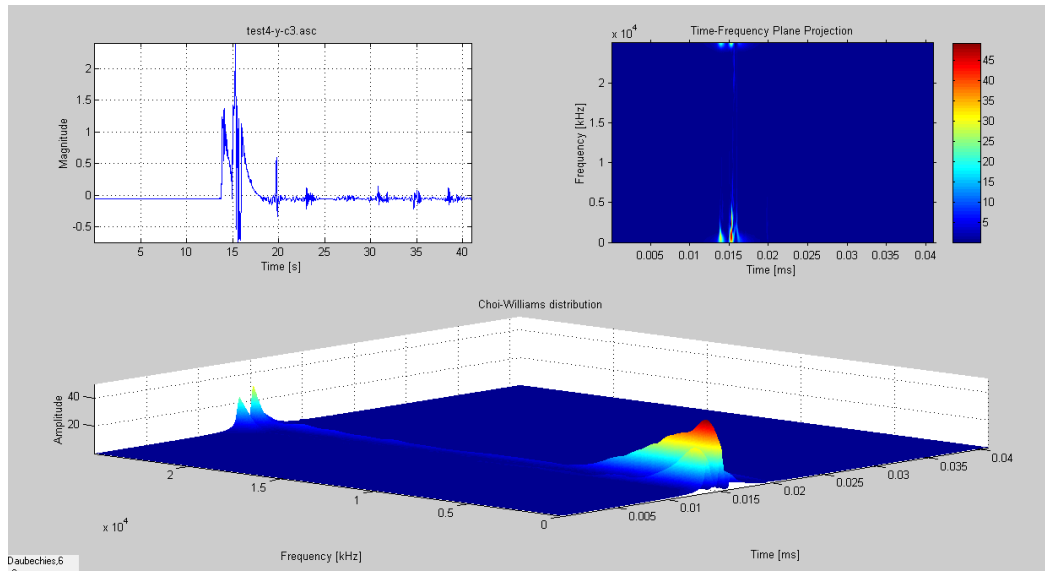 test4-y-c3.asc
2
1.5
1
0.5
0
-0.5
Magnitude
5 10 15 20 25 30 35 40
Time [s]
Time-Frequency Plane Projection
x 10^4
2
1.5
1
0.5
0
Frequency [kHz]
0.005 0.01 0.015 0.02 0.025 0.03 0.035 0.04
Time [ms]
45
40
35
30
25
20
15
10
5
Choi-Williams distribution
40
20
Amplitude
2
1.5
1
0.5
0
x 10^4
Frequency [kHz]
0.005
0.01
0.015
0.02
0.025
0.03
0.035
0.04
Time [ms]
Daubechies,6